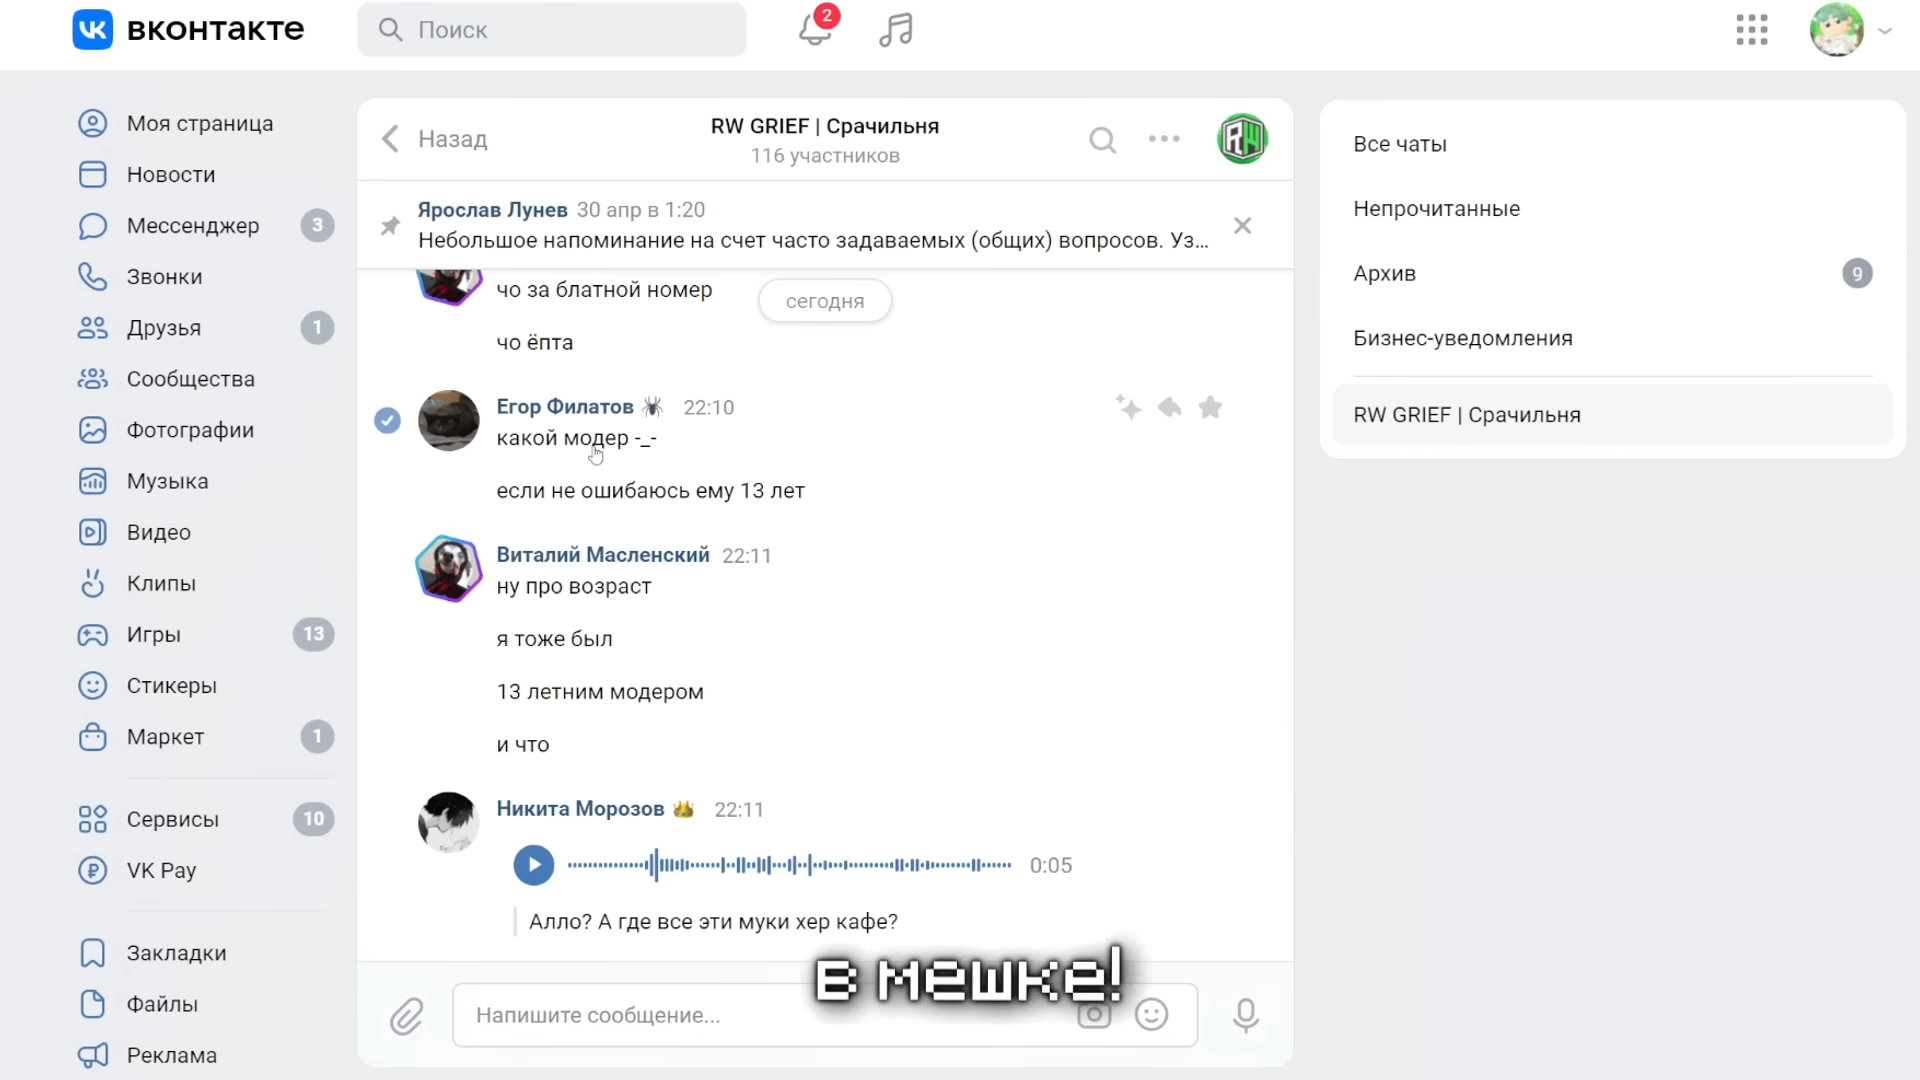 вконтакте
Поиск
2
Моя страница
Новости
Мессенджер 3
Звонки
Друзья 1
Сообщества
Фотографии
Музыка
Видео
Клипы
Игры 13
Стикеры
Маркет 1
Сервисы 10
VK Pay
Закладки
Файлы
Реклама
Назад
RW GRIEF | Срачильня
116 участников
Ярослав Лунев 30 апр в 1:20
Небольшое напоминание на счет часто задаваемых (общих) вопросов. Уз...
чо за блатной номер
сегодня
чо ёпта
Егор Филатов 22:10
какой модер -_-
если не ошибаюсь ему 13 лет
Виталий Масленский 22:11
ну про возраст
я тоже был
13 летним модером
и что
Никита Морозов 22:11
0:05
Алло? А где все эти муки хер кафе?
в мешке!
Напишите сообщение...
Все чаты
Непрочитанные
Архив 9
Бизнес-уведомления
RW GRIEF | Срачильня